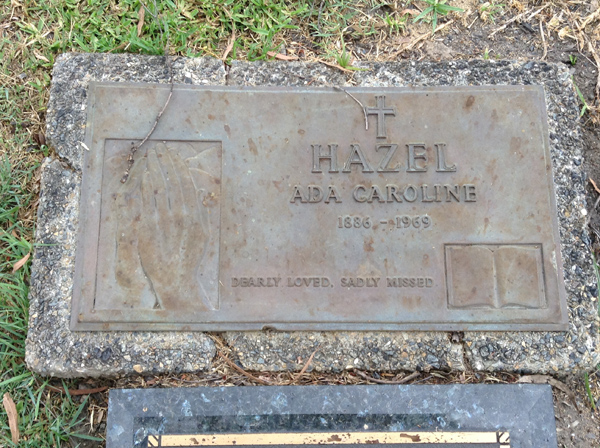 HAZEL
ADA CAROLINE
1886 - 1969
DEARLY LOVED, SADLY MISSED